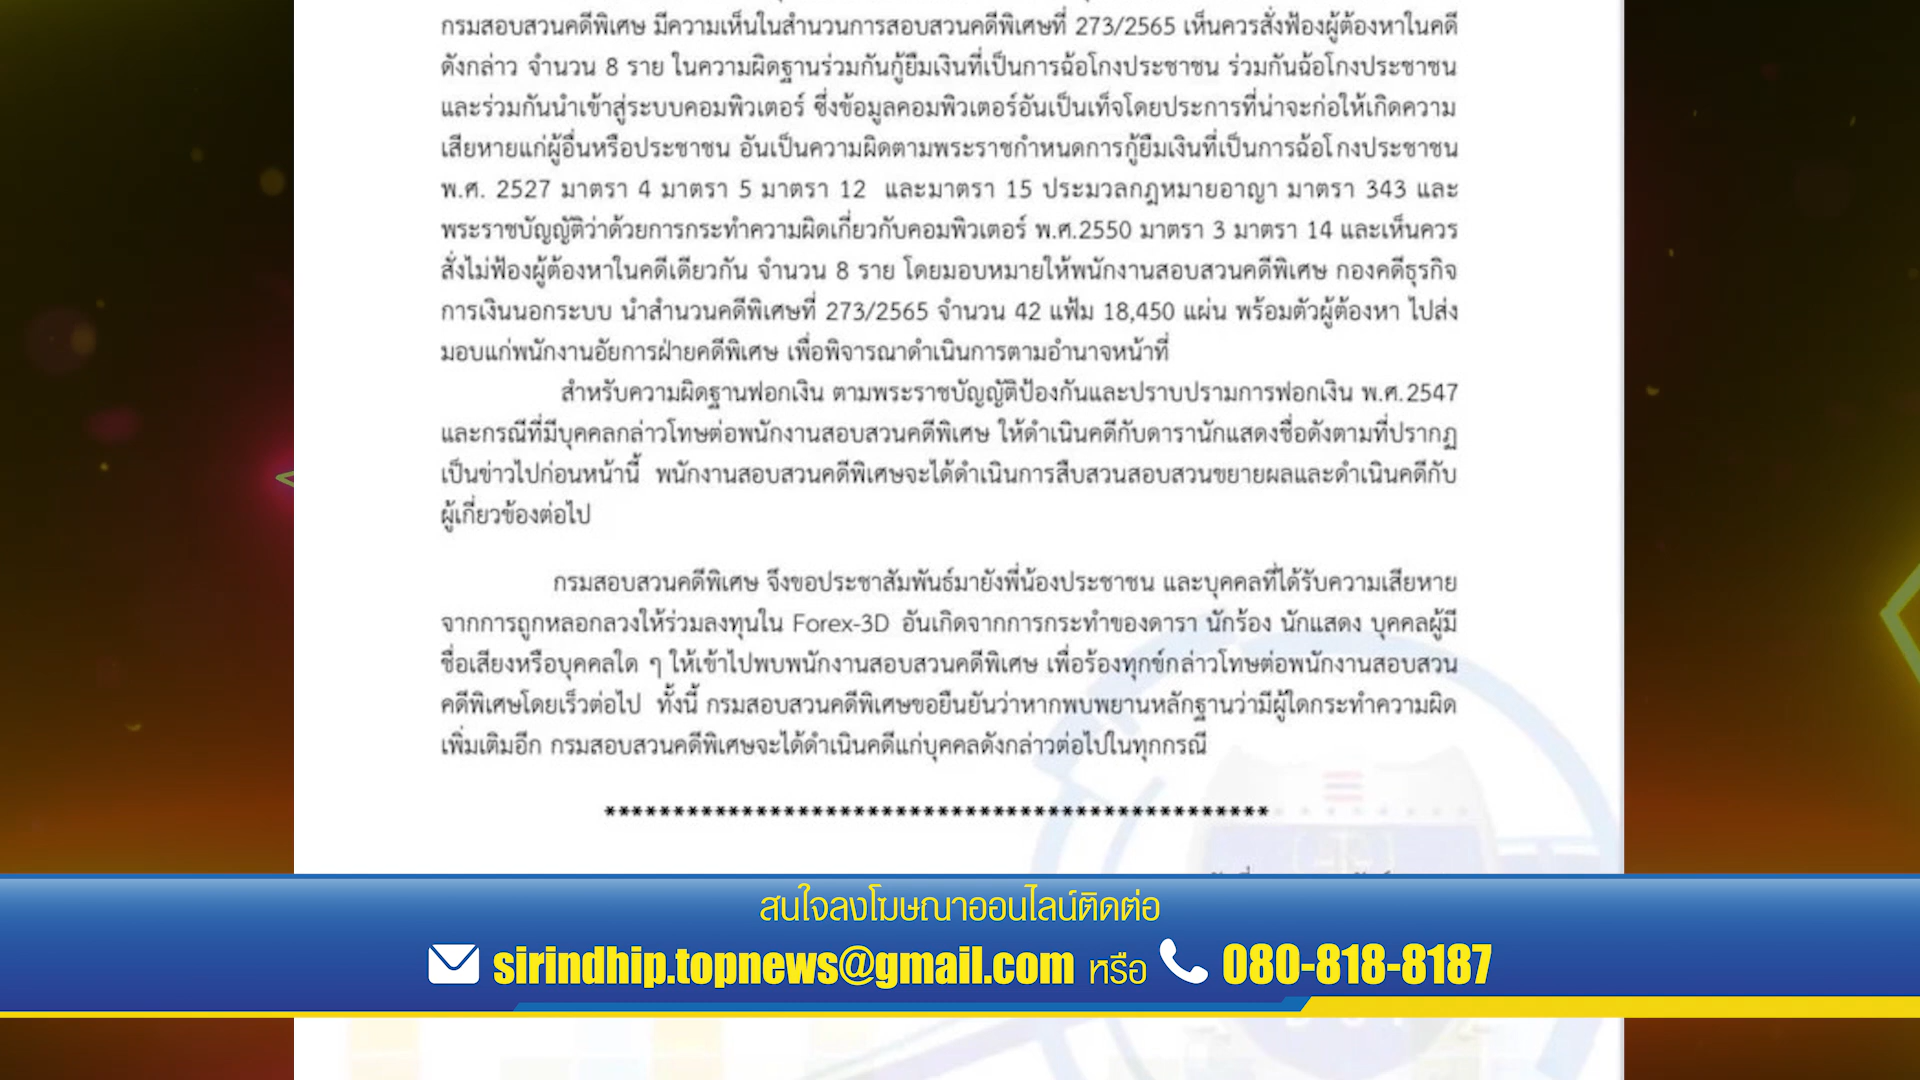 กรมสอบสวนคดีพิเศษ มีความเห็นในสำนวนการสอบสวนคดีพิเศษที่ 273/2565 เห็นควรสั่งฟ้องผู้ต้องหาในคดี
ดังกล่าว จำนวน 8 ราย ในความผิดฐานร่วมกันกู้ยืมเงินที่เป็นการฉ้อโกงประชาชน ร่วมกันฉ้อโกงประชาชน
และร่วมกันนำเข้าสู่ระบบคอมพิวเตอร์ ซึ่งข้อมูลคอมพิวเตอร์อันเป็นเท็จโดยประการที่น่าจะก่อให้เกิดความ
เสียหายแก่ผู้อื่นหรือประชาชน อันเป็นความผิดตามพระราชกำหนดการกู้ยืมเงินที่เป็นการฉ้อโกงประชาชน
พ.ศ. 2527 มาตรา 4 มาตรา 5 มาตรา 12 และมาตรา 15 ประมวลกฎหมายอาญา มาตรา 343 และ
พระราชบัญญัติว่าด้วยการกระทำความผิดเกี่ยวกับคอมพิวเตอร์ พ.ศ.2550 มาตรา 3 มาตรา 14 และเห็นควร
สั่งไม่ฟ้องผู้ต้องหาในคดีเดียวกัน จำนวน 8 ราย โดยมอบหมายให้พนักงานสอบสวนคดีพิเศษ กองคดีธุรกิจ
การเงินนอกระบบ นำสำนวนคดีพิเศษที่ 273/2565 จำนวน 42 แฟ้ม 18,450 แผ่น พร้อมตัวผู้ต้องหา ไปส่ง
มอบแก่พนักงานอัยการฝ่ายคดีพิเศษ เพื่อพิจารณาดำเนินการตามอำนาจหน้าที่
สำหรับความผิดฐานฟอกเงิน ตามพระราชบัญญัติป้องกันและปราบปรามการฟอกเงิน พ.ศ.2547
และกรณีที่มีบุคคลกล่าวโทษต่อพนักงานสอบสวนคดีพิเศษ ให้ดำเนินคดีกับดารานักแสดงชื่อดังตามที่ปรากฏ
เป็นข่าวไปก่อนหน้านี้ พนักงานสอบสวนคดีพิเศษจะได้ดำเนินการสืบสวนสอบสวนขยายผลและดำเนินคดีกับ
ผู้เกี่ยวข้องต่อไป
กรมสอบสวนคดีพิเศษ จึงขอประชาสัมพันธ์มายังพี่น้องประชาชน และบุคคลที่ได้รับความเสียหาย
จากการถูกหลอกลวงให้ร่วมลงทุนใน Forex-3D อันเกิดจากการกระทำของดารา นักร้อง นักแสดง บุคคลผู้มี
ชื่อเสียงหรือบุคคลใด ๆ ให้เข้าไปพบพนักงานสอบสวนคดีพิเศษ เพื่อร้องทุกข์กล่าวโทษต่อพนักงานสอบสวน
คดีพิเศษโดยเร็วต่อไป ทั้งนี้ กรมสอบสวนคดีพิเศษขอยืนยันว่าหากพบพยานหลักฐานว่ามีผู้ใดกระทำความผิด
เพิ่มเติมอีก กรมสอบสวนคดีพิเศษจะได้ดำเนินคดีแก่บุคคลดังกล่าวต่อไปในทุกกรณี
************************************************
สนใจลงโฆษณาออนไลน์ติดต่อ
sirindhip.topnews@gmail.com หรือ 080-818-8187